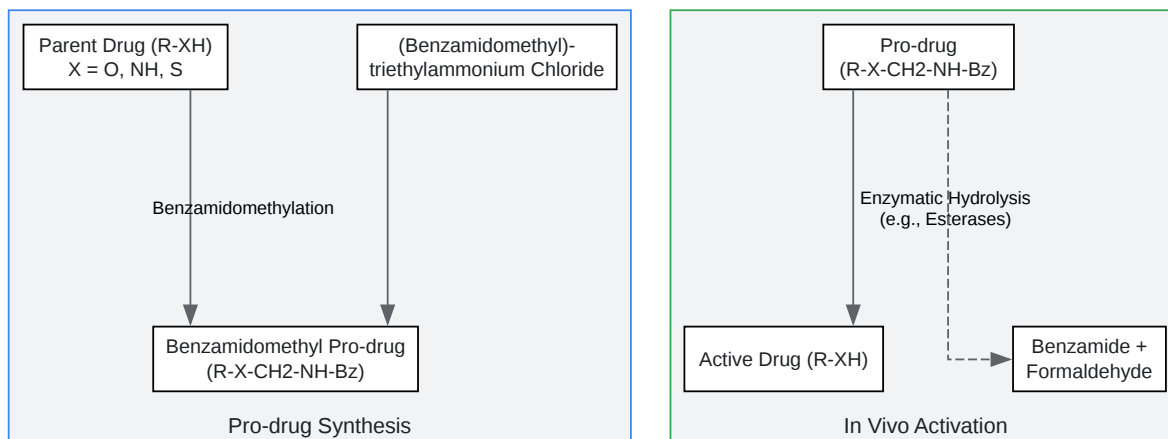 Parent Drug (R-XH)
X = O, NH, S
(Benzamidomethyl)-
triethylammonium Chloride
Benzamidomethylation
Benzamidomethyl Pro-drug
(R-X-CH2-NH-Bz)
Pro-drug Synthesis
Pro-drug
(R-X-CH2-NH-Bz)
Enzymatic Hydrolysis
(e.g., Esterases)
Active Drug (R-XH)
Benzamide +
Formaldehyde
In Vivo Activation